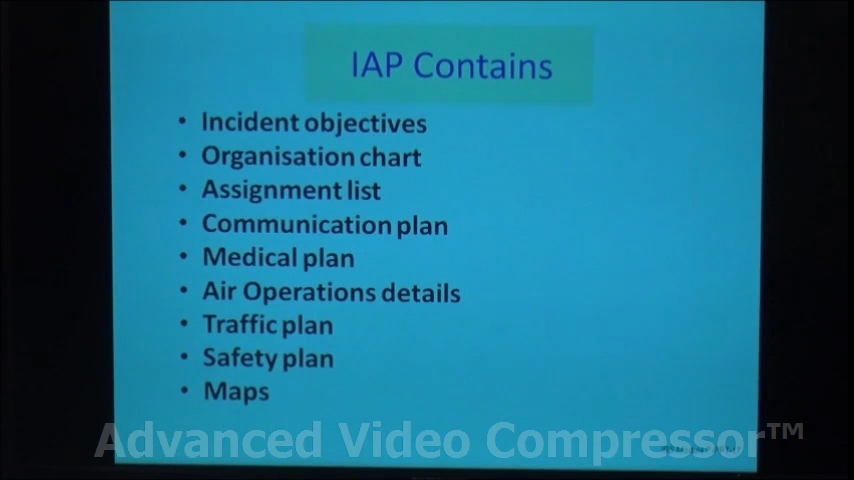 IAP Contains
• Incident objectives
• Organisation chart
• Assignment list
• Communication plan
• Medical plan
• Air Operations details
• Traffic plan
• Safety plan
• Maps
Advanced Video Compressor™